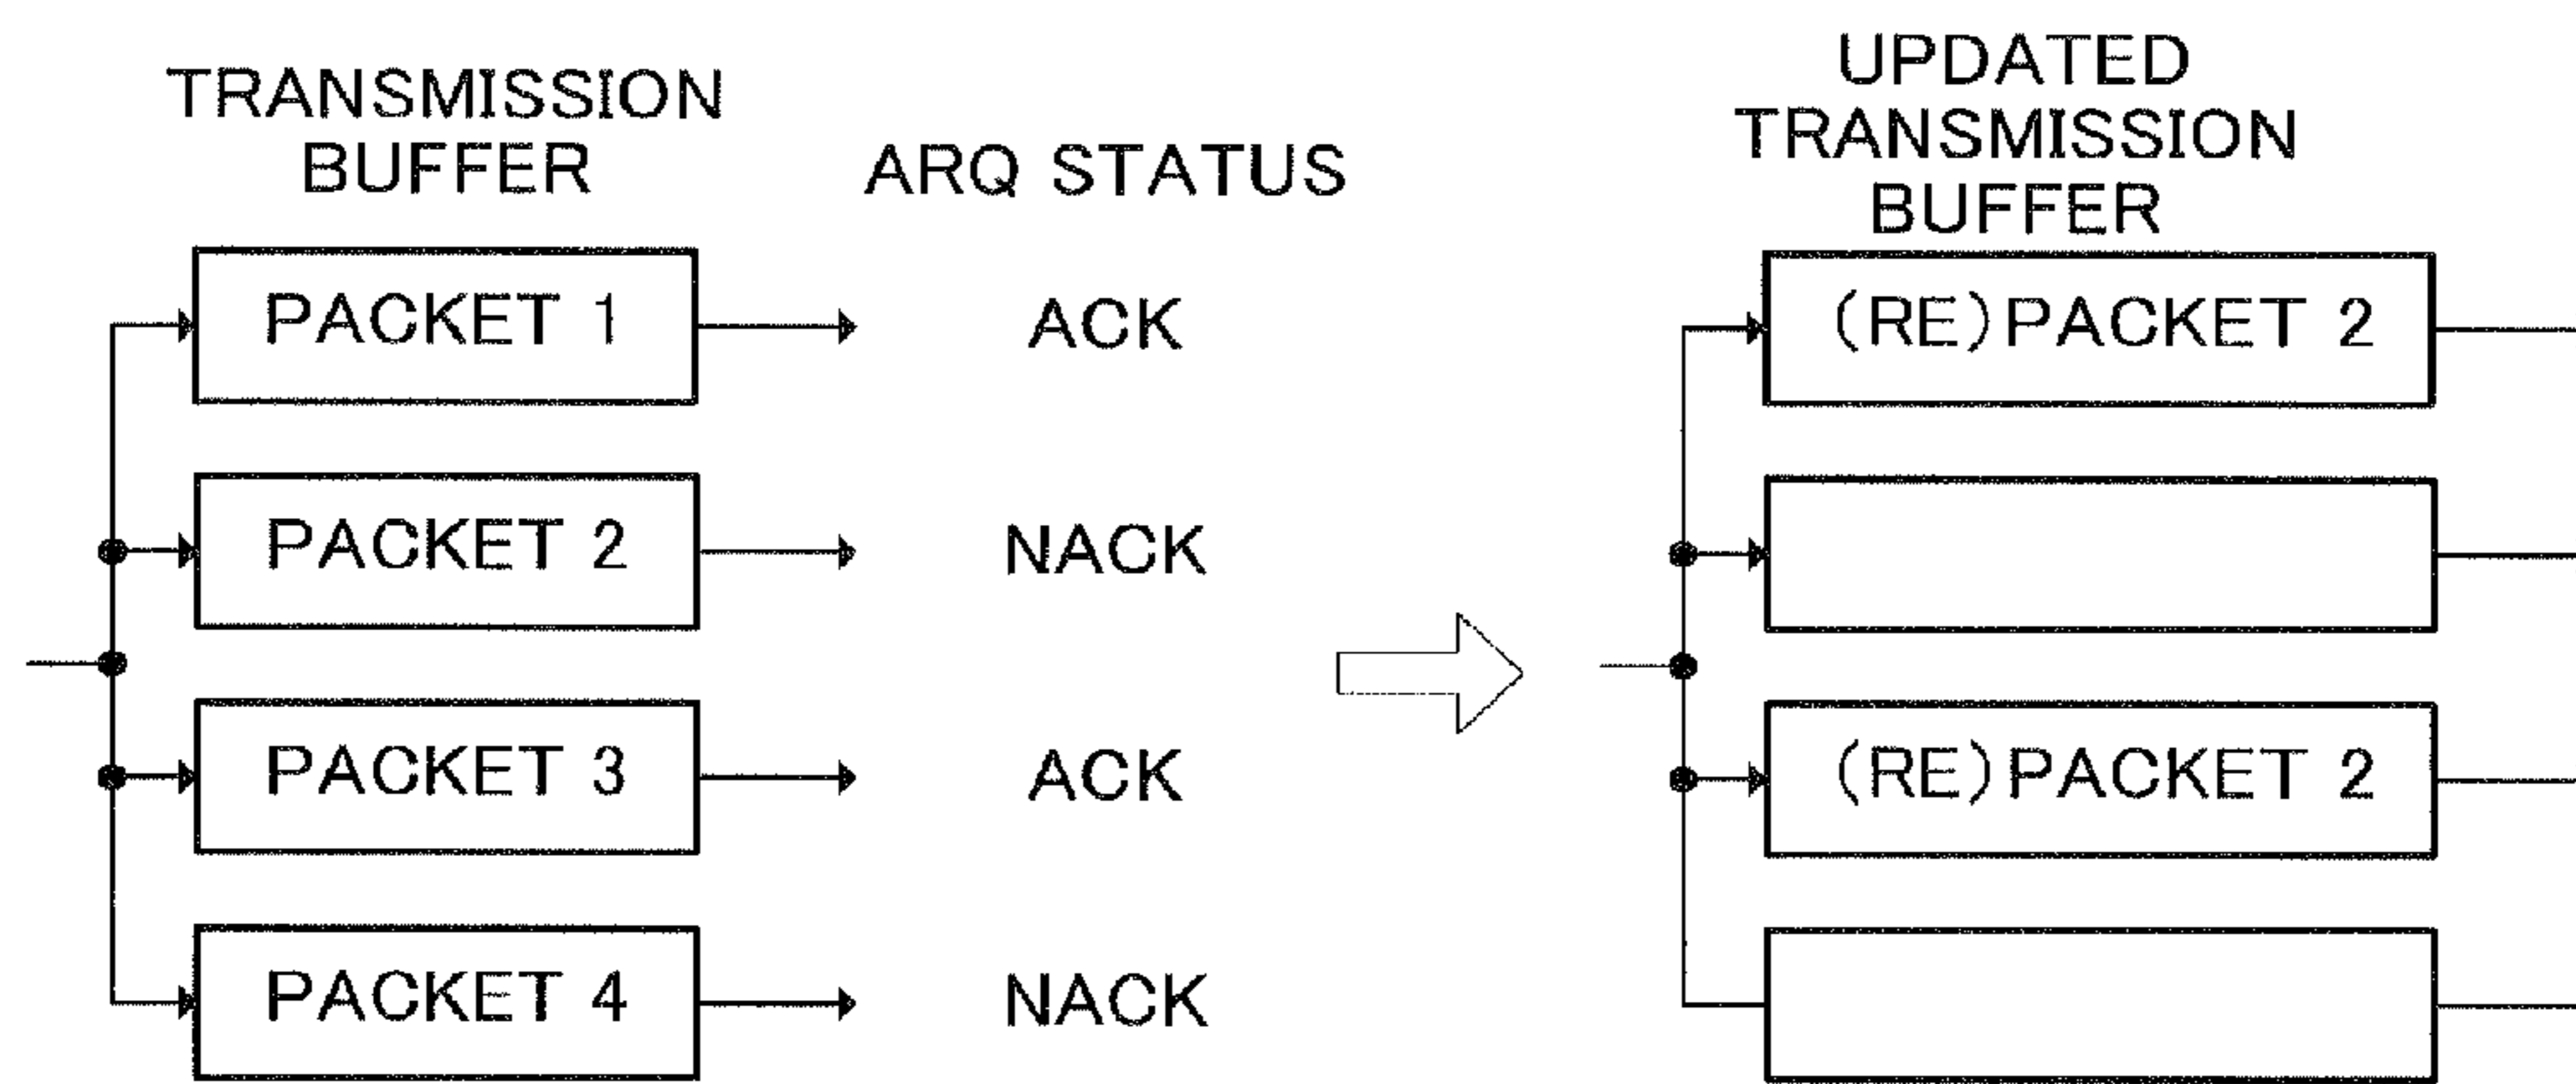 TRANSMISSION
BUFFER
ARQ STATUS
PACKET 1
ACK
PACKET 2
NACK
PACKET 3
ACK
PACKET 4
NACK
UPDATED
TRANSMISSION
BUFFER
(RE)PACKET 2
(RE)PACKET 2